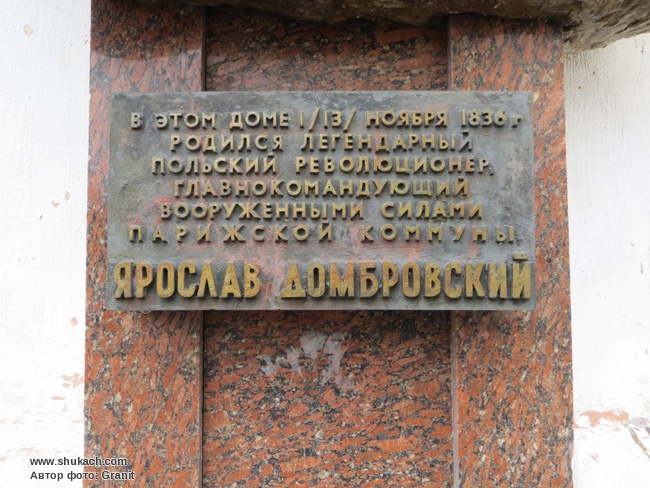 В ЭТОМ ДОМЕ 1/13/ НОЯБРЯ 1836 г
РОДИЛСЯ ЛЕГЕНДАРНЫЙ
ПОЛЬСКИЙ РЕВОЛЮЦИОНЕР,
ГЛАВНОКОМАНДУЮЩИЙ
ВООРУЖЕННЫМИ СИЛАМИ
ПАРИЖСКОЙ КОММУНЫ
ЯРОСЛАВ ДОМБРОВСКИЙ
www.shukach.com
Автор фото: Granit